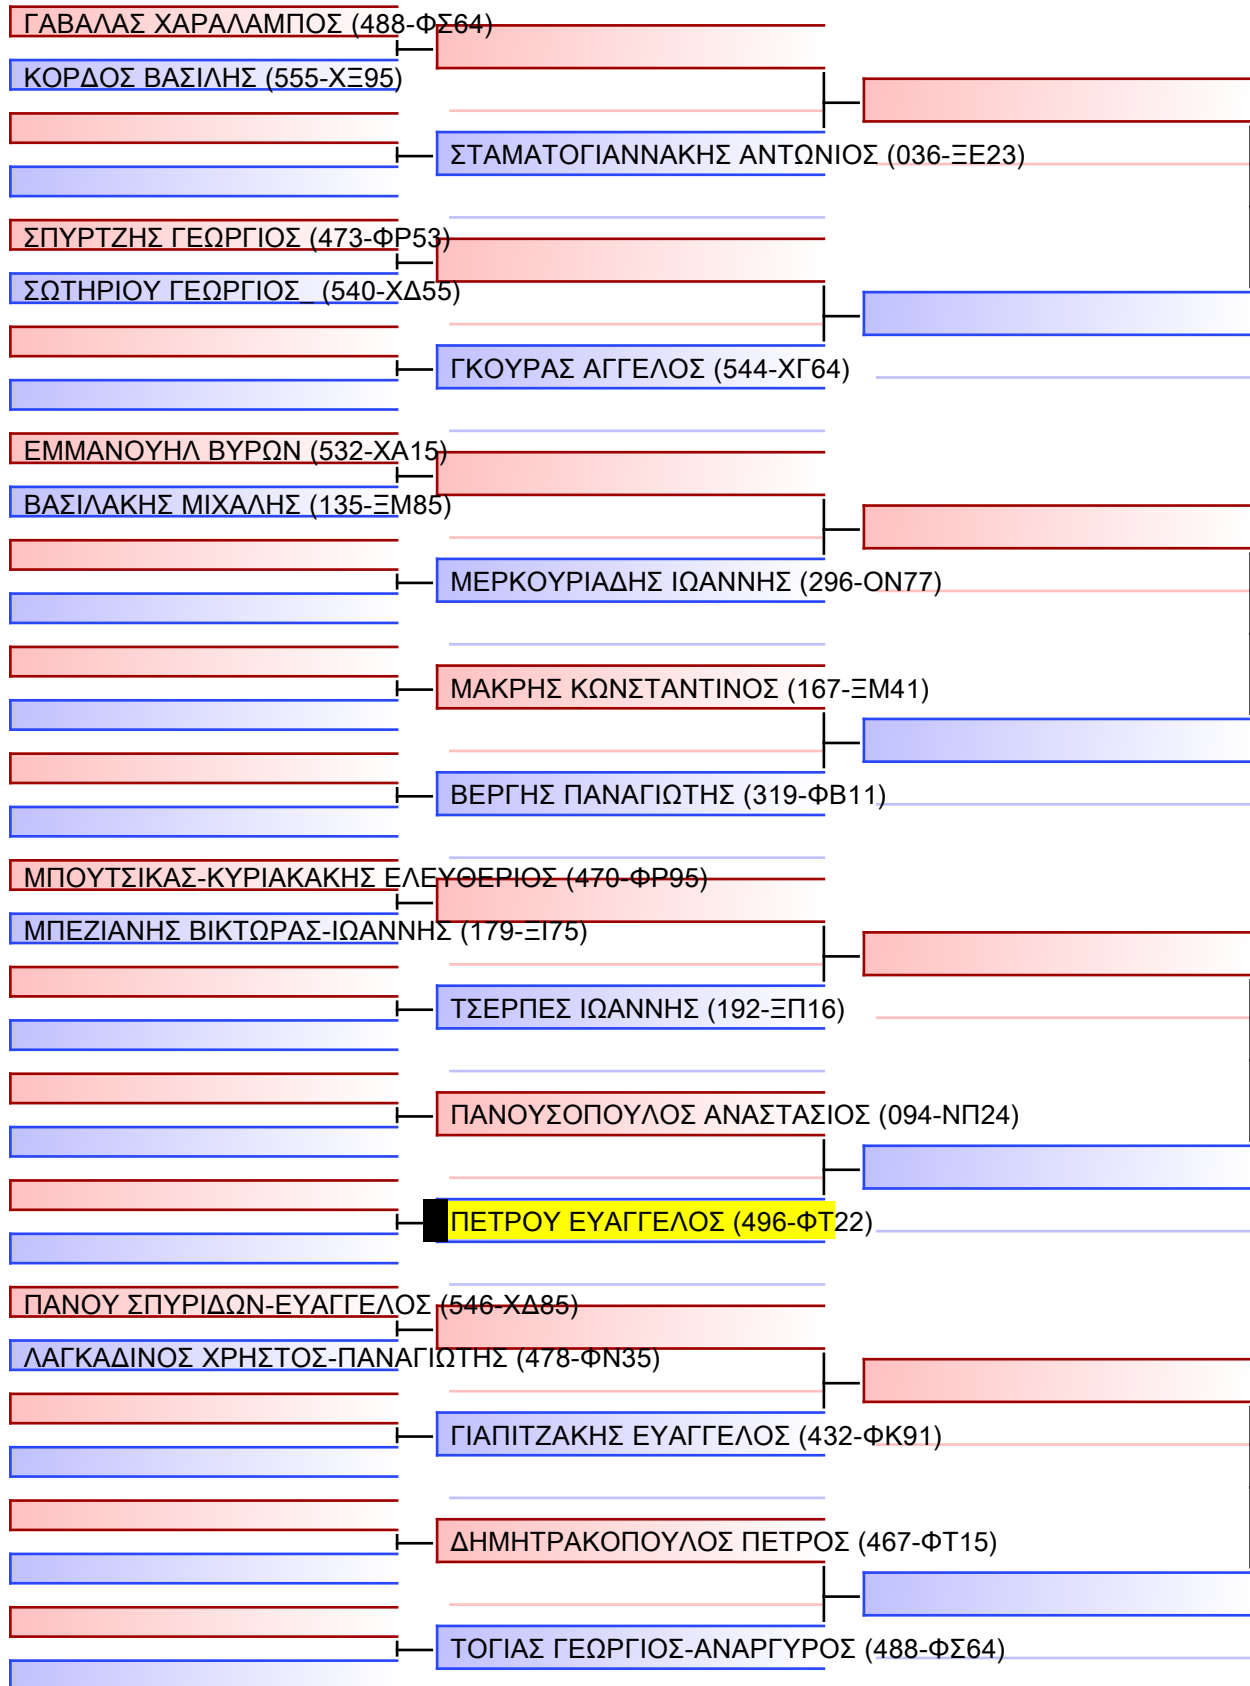 ΓΑΒΑΛΑΣ ΧΑΡΑΛΑΜΠΟΣ (488-ΦΣ64)
ΚΟΡΔΟΣ ΒΑΣΙΛΗΣ (555-ΧΞ95)
ΣΤΑΜΑΤΟΓΙΑΝΝΑΚΗΣ ΑΝΤΩΝΙΟΣ (036-ΞΕ23)
ΣΠΥΡΤΖΗΣ ΓΕΩΡΓΙΟΣ (473-ΦΡ53)
ΣΩΤΗΡΙΟΥ ΓΕΩΡΓΙΟΣ_ (540-ΧΔ55)
ΓΚΟΥΡΑΣ ΑΓΓΕΛΟΣ (544-ΧΓ64)
ΕΜΜΑΝΟΥΗΛ ΒΥΡΩΝ (532-ΧΑ15)
ΒΑΣΙΛΑΚΗΣ ΜΙΧΑΛΗΣ (135-ΞΜ85)
ΜΕΡΚΟΥΡΙΑΔΗΣ ΙΩΑΝΝΗΣ (296-ΟΝ77)
ΜΑΚΡΗΣ ΚΩΝΣΤΑΝΤΙΝΟΣ (167-ΞΜ41)
ΒΕΡΓΗΣ ΠΑΝΑΓΙΩΤΗΣ (319-ΦΒ11)
ΜΠΟΥΤΣΙΚΑΣ-ΚΥΡΙΑΚΑΚΗΣ ΕΛΕΥΘΕΡΙΟΣ (470-ΦΡ95)
ΜΠΕΖΙΑΝΗΣ ΒΙΚΤΩΡΑΣ-ΙΩΑΝΝΗΣ (179-ΞΙ75)
ΤΣΕΡΠΕΣ ΙΩΑΝΝΗΣ (192-ΞΠ16)
ΠΑΝΟΥΣΟΠΟΥΛΟΣ ΑΝΑΣΤΑΣΙΟΣ (094-ΝΠ24)
ΠΕΤΡΟΥ ΕΥΑΓΓΕΛΟΣ (496-ΦΤ22)
ΠΑΝΟΥ ΣΠΥΡΙΔΩΝ-ΕΥΑΓΓΕΛΟΣ (546-ΧΔ85)
ΛΑΓΚΑΔΙΝΟΣ ΧΡΗΣΤΟΣ-ΠΑΝΑΓΙΩΤΗΣ (478-ΦΝ35)
ΓΙΑΠΙΤΖΑΚΗΣ ΕΥΑΓΓΕΛΟΣ (432-ΦΚ91)
ΔΗΜΗΤΡΑΚΟΠΟΥΛΟΣ ΠΕΤΡΟΣ (467-ΦΤ15)
ΤΟΓΙΑΣ ΓΕΩΡΓΙΟΣ-ΑΝΑΡΓΥΡΟΣ (488-ΦΣ64)